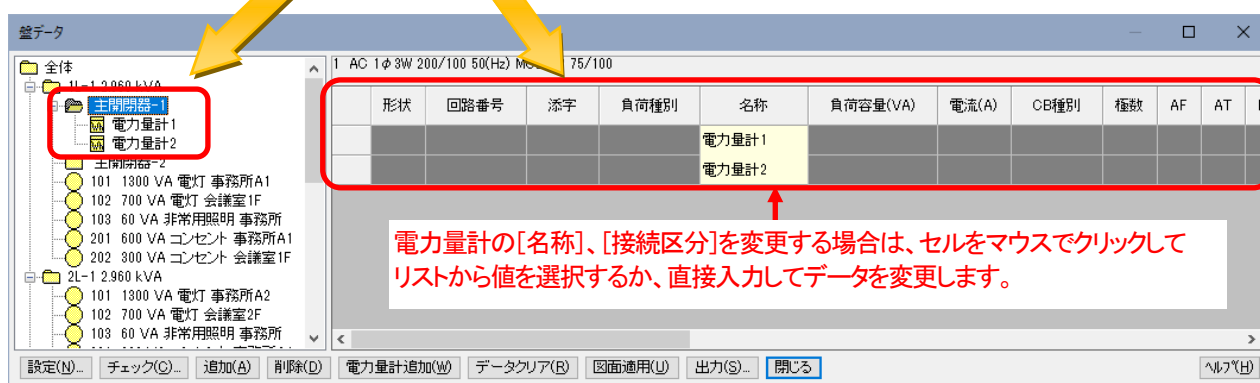 盤データ
全体
1L-1 2,960 kVA
主開閉器-1
電力量計1
電力量計2
主開閉器-2
101 1300 VA 電灯 事務所A1
102 700 VA 電灯 会議室1F
103 60 VA 非常用照明 事務所
201 600 VA コンセント 事務所A1
202 300 VA コンセント 会議室1F
2L-1 2,960 kVA
101 1300 VA 電灯 事務所A2
102 700 VA 電灯 会議室2F
103 60 VA 非常用照明 事務所
1 AC 1φ3W 200/100 50(Hz) 75/100
形状 回路番号 添字 負荷種別 名称 負荷容量(VA) 電流(A) CB種別 極数 AF AT
電力量計1
電力量計2
電力量計の[名称]、[接続区分]を変更する場合は、セルをマウスでクリックして
リストから値を選択するか、直接入力してデータを変更します。
設定(N)... チェック(C)... 追加(A) 削除(D) 電力量計追加(W) データクリア(R) 図面適用(U) 出力(S)... 閉じる ヘルプ(H)